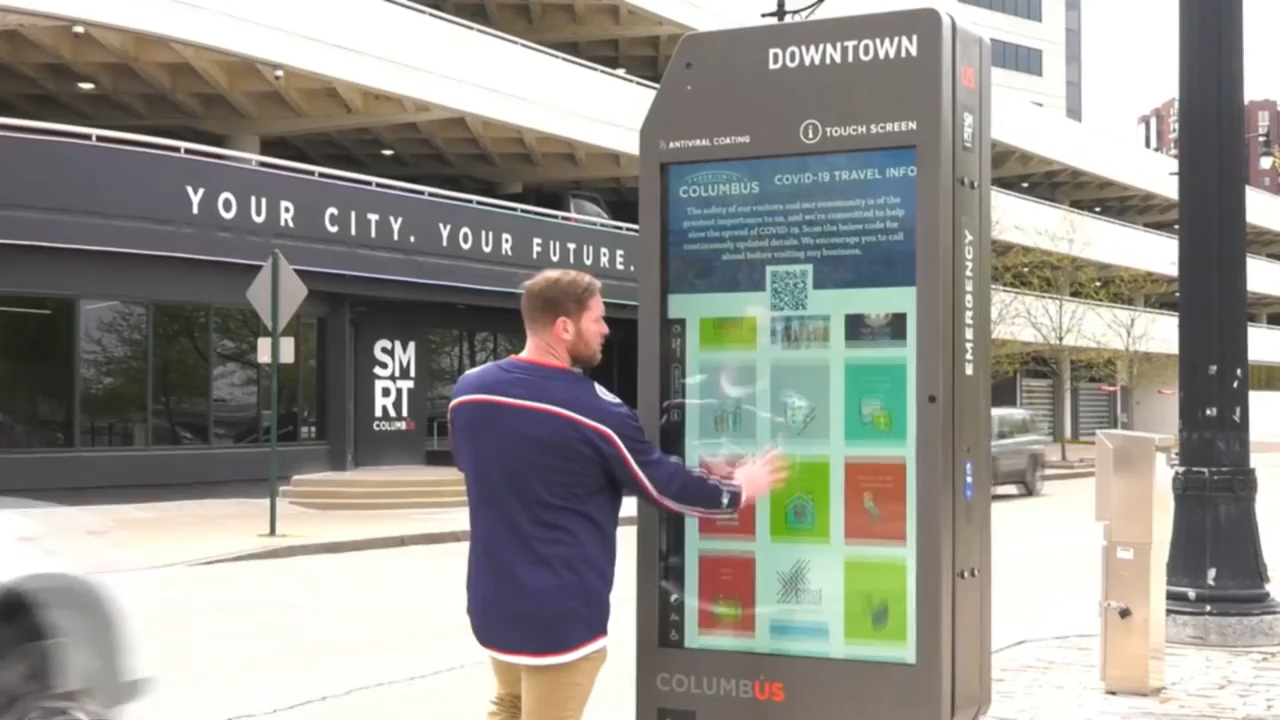 DOWNTOWN
US
ANTIVIRAL COATING
i TOUCH SCREEN
EXPERIENCE
COLUMBUS
COVID-19 TRAVEL INFO
The safety of our visitors and our community is of the
greatest importance to us, and we're committed to help
slow the spread of COVID-19. Scan the below code for
continuously updated details. We encourage you to call
ahead before visiting any business.
YOUR CITY. YOUR FUTURE.
EMERGENCY
SM
RT
COLUMBUS
COLUMBUS